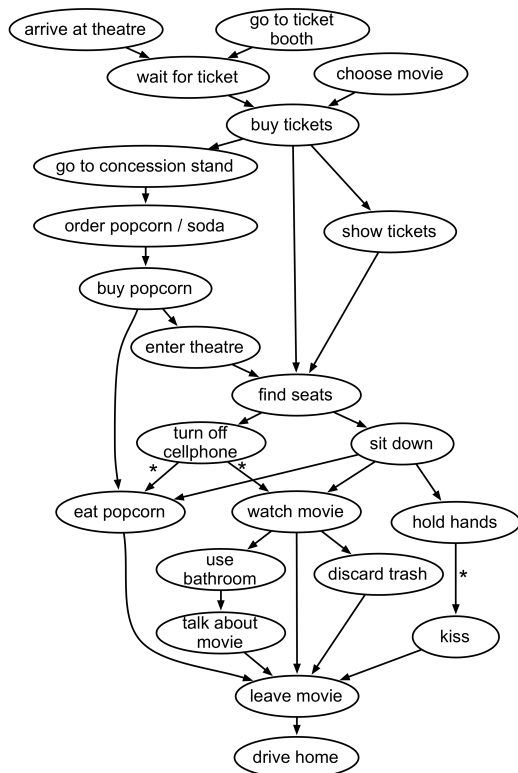 arrive at theatre
go to ticket
booth
wait for ticket
choose movie
buy tickets
go to concession stand
order popcorn / soda
show tickets
buy popcorn
enter theatre
find seats
turn off
cellphone
sit down
*
*
eat popcorn
watch movie
hold hands
use
bathroom
discard trash
*
talk about
movie
kiss
leave movie
drive home